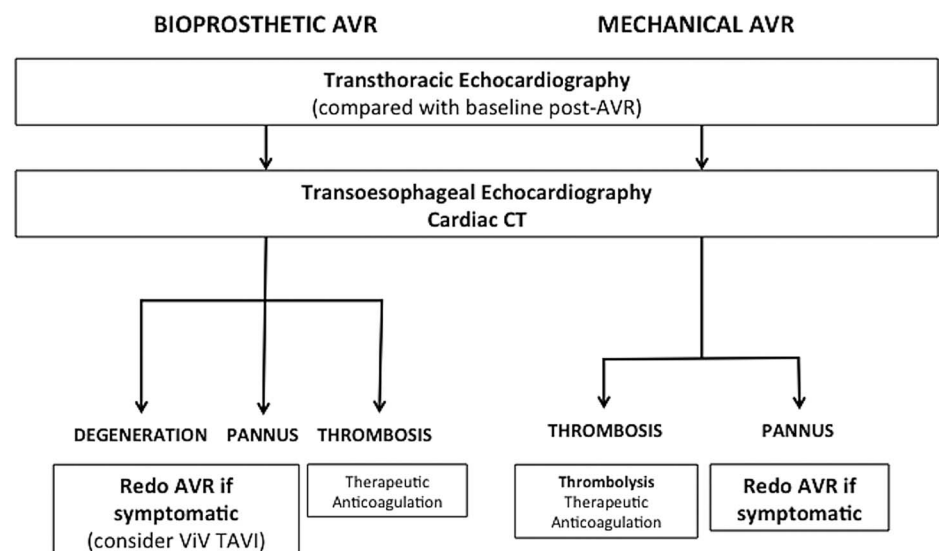 BIOPROSTHETIC AVR
MECHANICAL AVR
Transthoracic Echocardiography
(compared with baseline post-AVR)
Transoesophageal Echocardiography
Cardiac CT
DEGENERATION
PANNUS
THROMBOSIS
Redo AVR if
symptomatic
(consider ViV TAVI)
Therapeutic
Anticoagulation
THROMBOSIS
PANNUS
Thrombolysis
Therapeutic
Anticoagulation
Redo AVR if
symptomatic